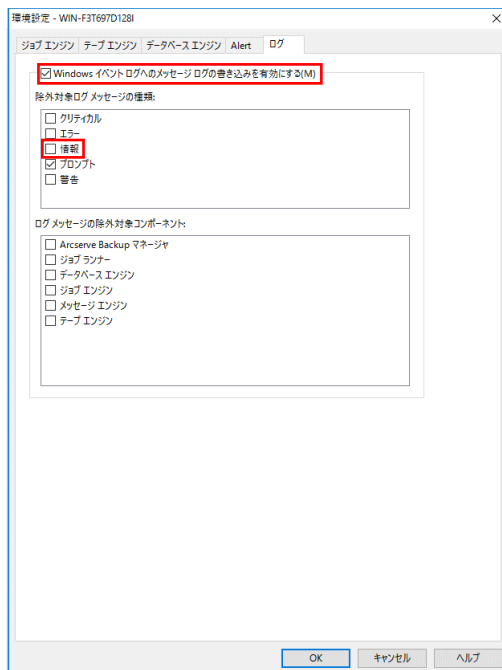 環境設定 - WIN-F3T697D128I
ジョブ エンジン テープ エンジン データベース エンジン Alert ログ
Windows イベント ログへのメッセージ ログの書き込みを有効にする(M)
除外対象ログ メッセージの種類:
クリティカル
エラー
情報
プロンプト
警告
ログ メッセージの除外対象コンポーネント:
Arcserve Backup マネージャ
ジョブ ランナー
データベース エンジン
ジョブ エンジン
メッセージ エンジン
テープ エンジン
OK キャンセル ヘルプ